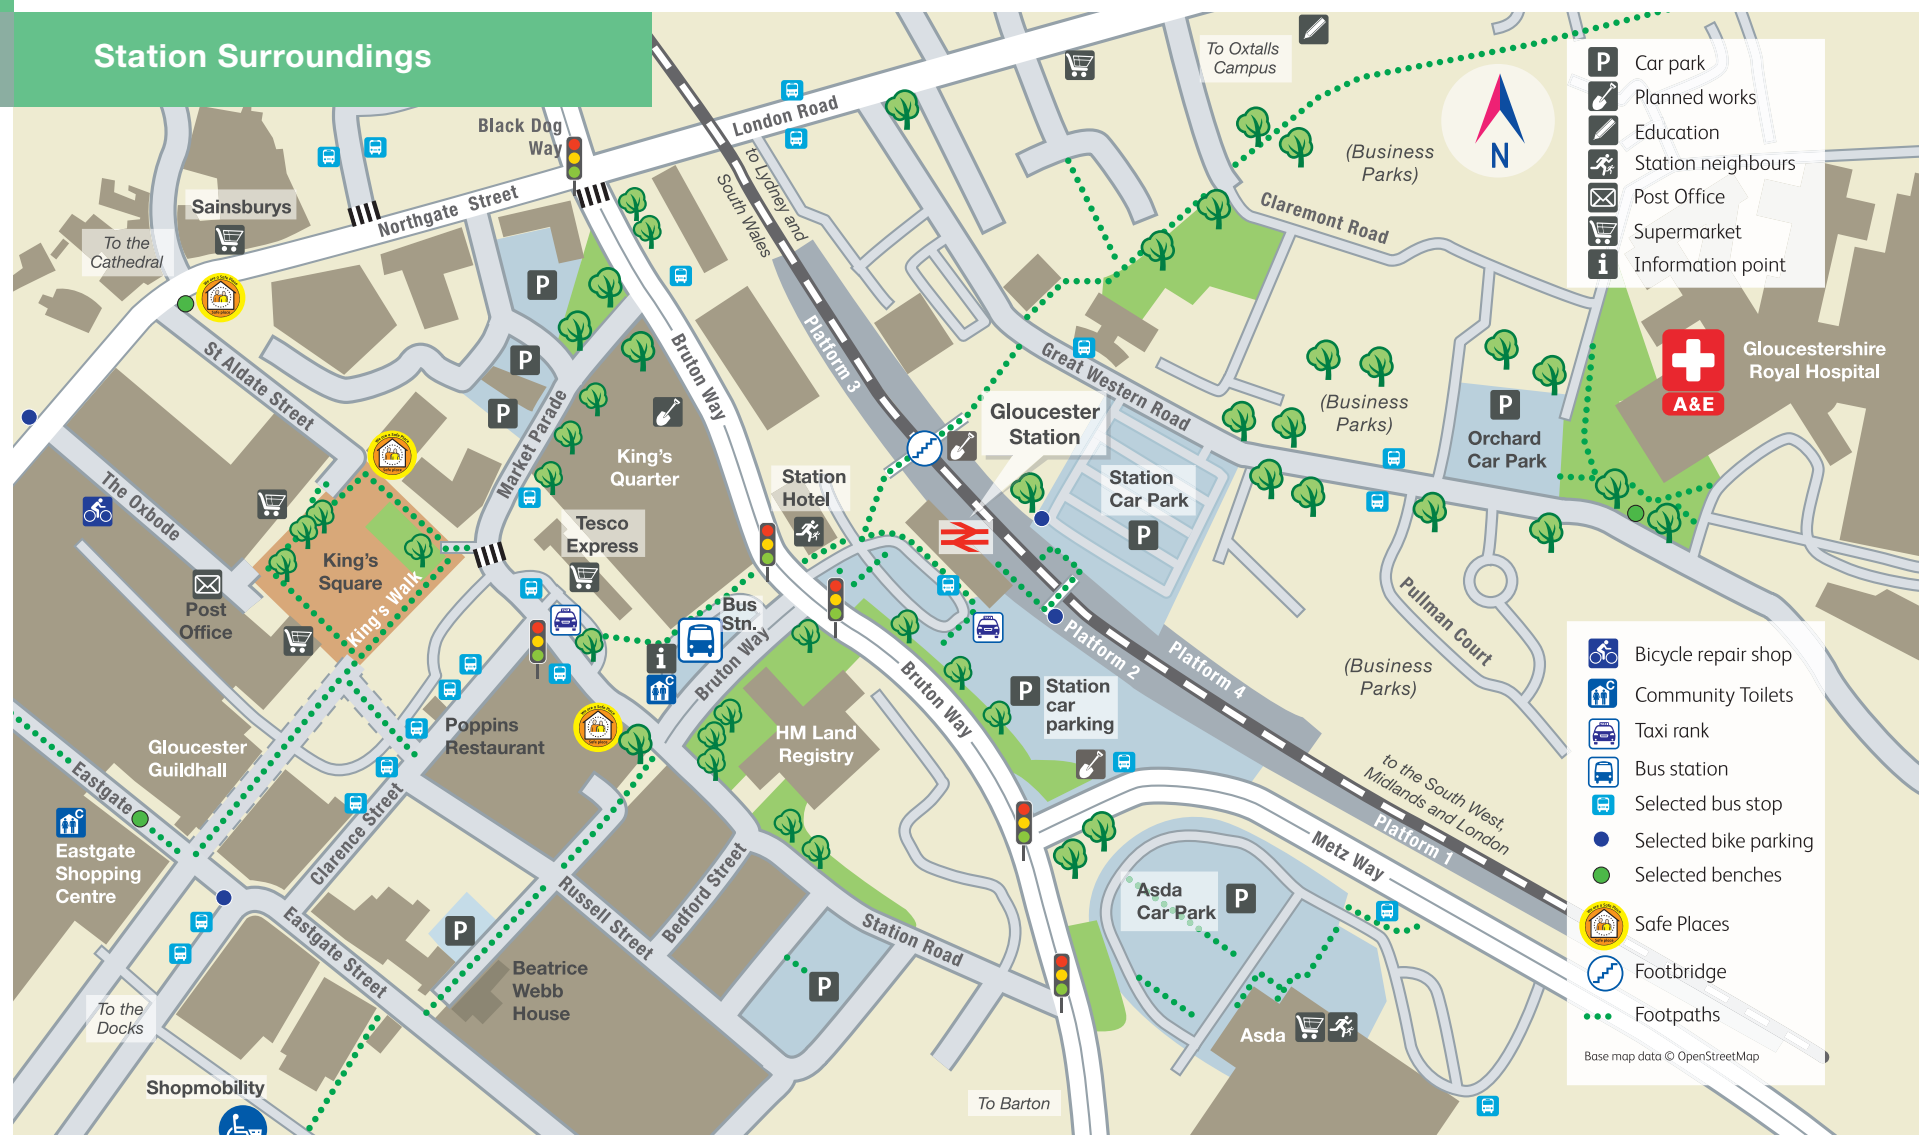 Station Surroundings
Black Dog
Way
London Road
To Oxtalls
Campus
N
(Business
Parks)
P Car park
Planned works
Education
Station neighbours
Post Office
Supermarket
i Information point
Sainsburys
Northgate Street
To the
Cathedral
to Lydney and
South Wales
Claremont Road
P
Platform 3
Bruton Way
St Aldate Street
P
P
Market Parade
Great Western Road
Gloucester
Station
(Business
Parks)
P
Orchard
Car Park
A&E
Gloucestershire
Royal Hospital
King's
Quarter
Station
Hotel
Station
Car Park
P
The Oxbode
Tesco
Express
King's
Square
King's Walk
Post
Office
Bus
Stn.
i
C
Bruton Way
Bruton Way
Platform 2
Platform 4
Pullman Court
(Business
Parks)
P Station
car
parking
HM Land
Registry
Poppins
Restaurant
Gloucester
Guildhall
Eastgate
C
Eastgate
Shopping
Centre
Clarence Street
to the South West,
Midlands and London
Platform 1
Metz Way
Asda
Car Park
P
Russell Street
Bedford Street
Station Road
Eastgate Street
P
Beatrice
Webb
House
P
To the
Docks
Asda
Shopmobility
To Barton
Bicycle repair shop
C Community Toilets
Taxi rank
Bus station
Selected bus stop
Selected bike parking
Selected benches
Safe Places
Footbridge
Footpaths
Base map data © OpenStreetMap